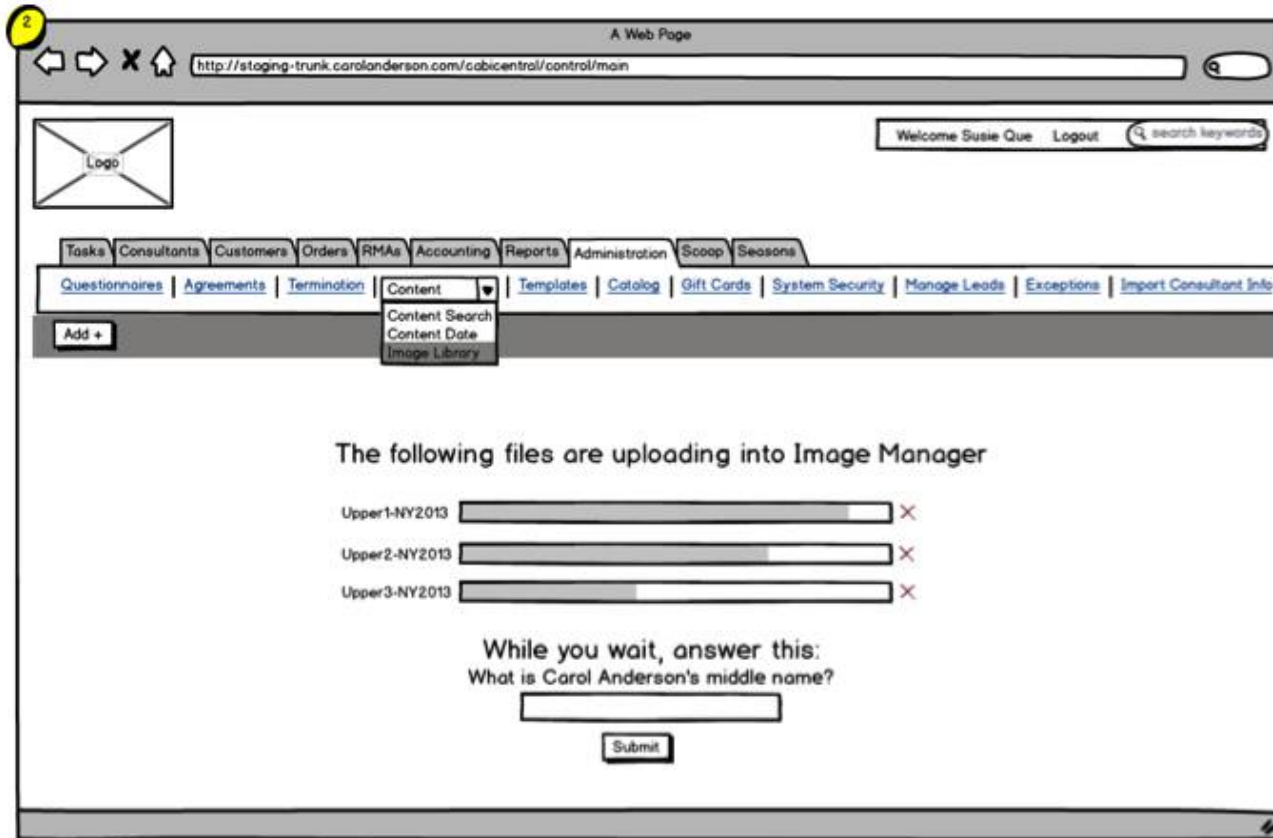 2
A Web Page
http://staging-trunk.carolanderson.com/cabicentral/control/main
Logo
Welcome Susie Que Logout search keywords
Tasks Consultants Customers Orders RMAs Accounting Reports Administration Scoop Seasons
Questionnaires | Agreements | Termination | Content | Templates | Catalog | Gift Cards | System Security | Manage Leads | Exceptions | Import Consultant Info
Content Search
Content Date
Image Library
Add +
The following files are uploading into Image Manager
Upper1-NY2013
Upper2-NY2013
Upper3-NY2013
While you wait, answer this:
What is Carol Anderson's middle name?
Submit